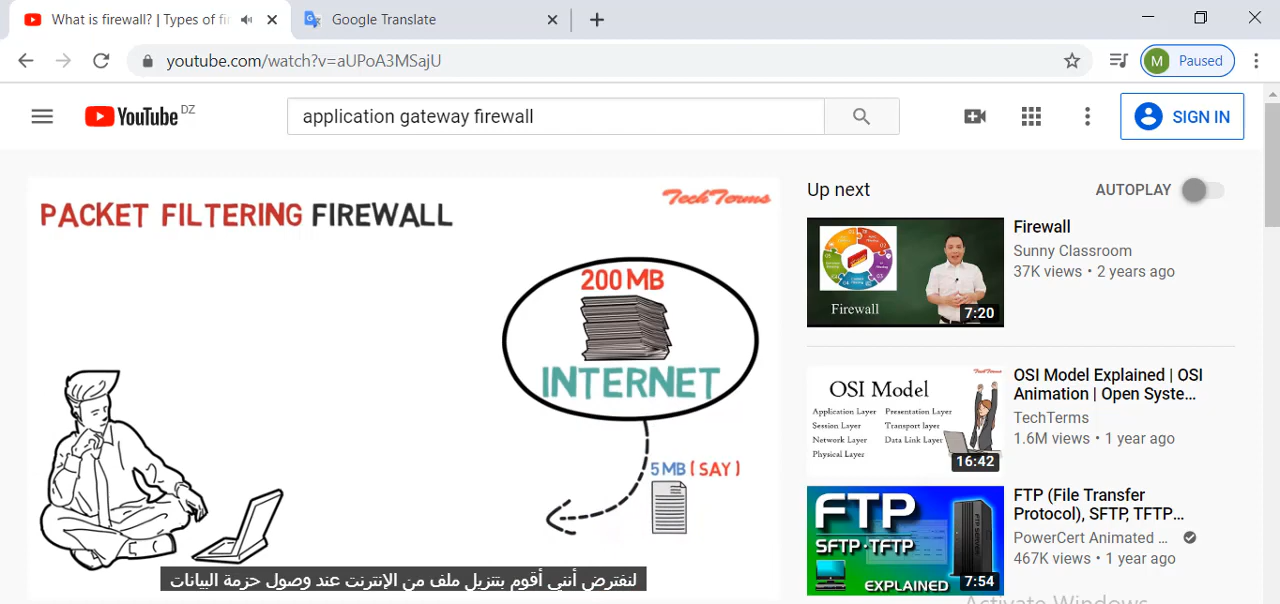 What is firewall? | Types of fi
Google Translate
youtube.com/watch?v=aUPoA3MSajU
M Paused
YouTube DZ
application gateway firewall
SIGN IN
PACKET FILTERING FIREWALL
TechTerms
200 MB
INTERNET
5 MB (SAY)
لنفترض أنني أقوم بتنزيل ملف من الإنترنت عند وصول حزمة البيانات
Up next
AUTOPLAY
Firewall
7:20
Firewall
Sunny Classroom
37K views • 2 years ago
TechTerms
OSI Model
Application Layer Presentation Layer
Session Layer Transport layer
Network Layer Data Link Layer
Physical Layer
16:42
OSI Model Explained | OSI
Animation | Open Syste...
TechTerms
1.6M views • 1 year ago
FTP
SFTP·TFTP
EXPLAINED
FTP SERVER
7:54
FTP (File Transfer
Protocol), SFTP, TFTP...
PowerCert Animated ...
467K views • 1 year ago
Activate Windows